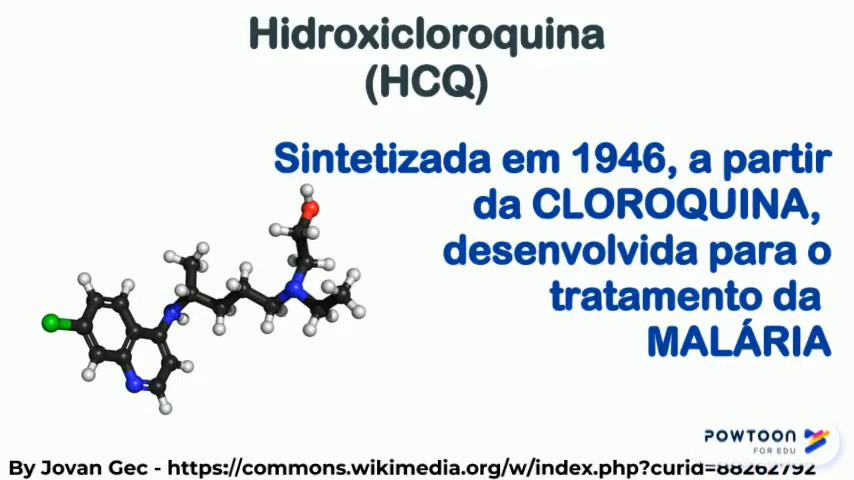 Hidroxicloroquina
(HCQ)
Sintetizada em 1946, a partir
da CLOROQUINA,
desenvolvida para o
tratamento da
MALÁRIA
POWTOON
FOR EDU
By Jovan Gec - https://commons.wikimedia.org/w/index.php?curid=88262792